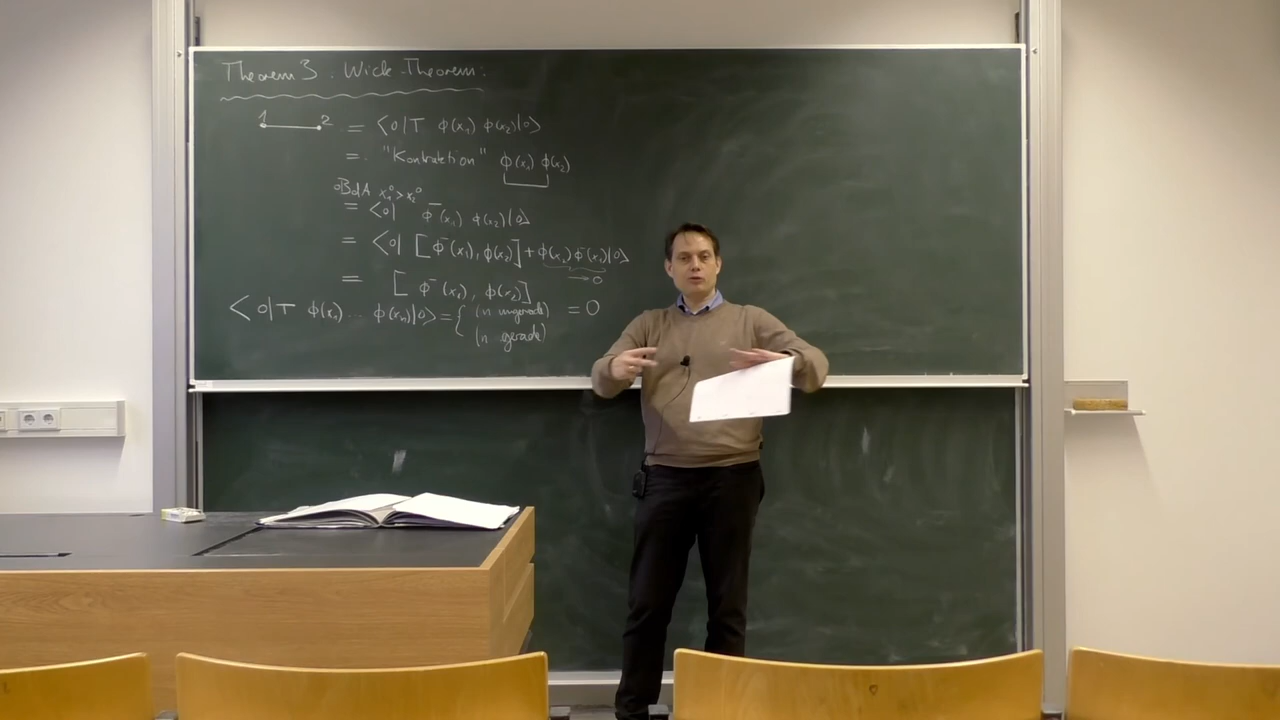 Theorem 3. Wick-Theorem:
1 2 = <0|T ϕ(x₁) ϕ(x₂)|0>
=. "Kontraktion" ϕ(x₁) ϕ(x₂)
oBdA x₁⁰ > x₂⁰
= <0| ϕ⁻(x₁) ϕ(x₂)|0>
= <0| [ϕ⁻(x₁), ϕ(x₂)] + ϕ(x₂) ϕ⁻(x₁)|0>
→ 0
= [ϕ⁻(x₁), ϕ(x₂)]
<0|T ϕ(x₁) ... ϕ(xₙ)|0> = { (n ungerade) = 0
(n gerade)